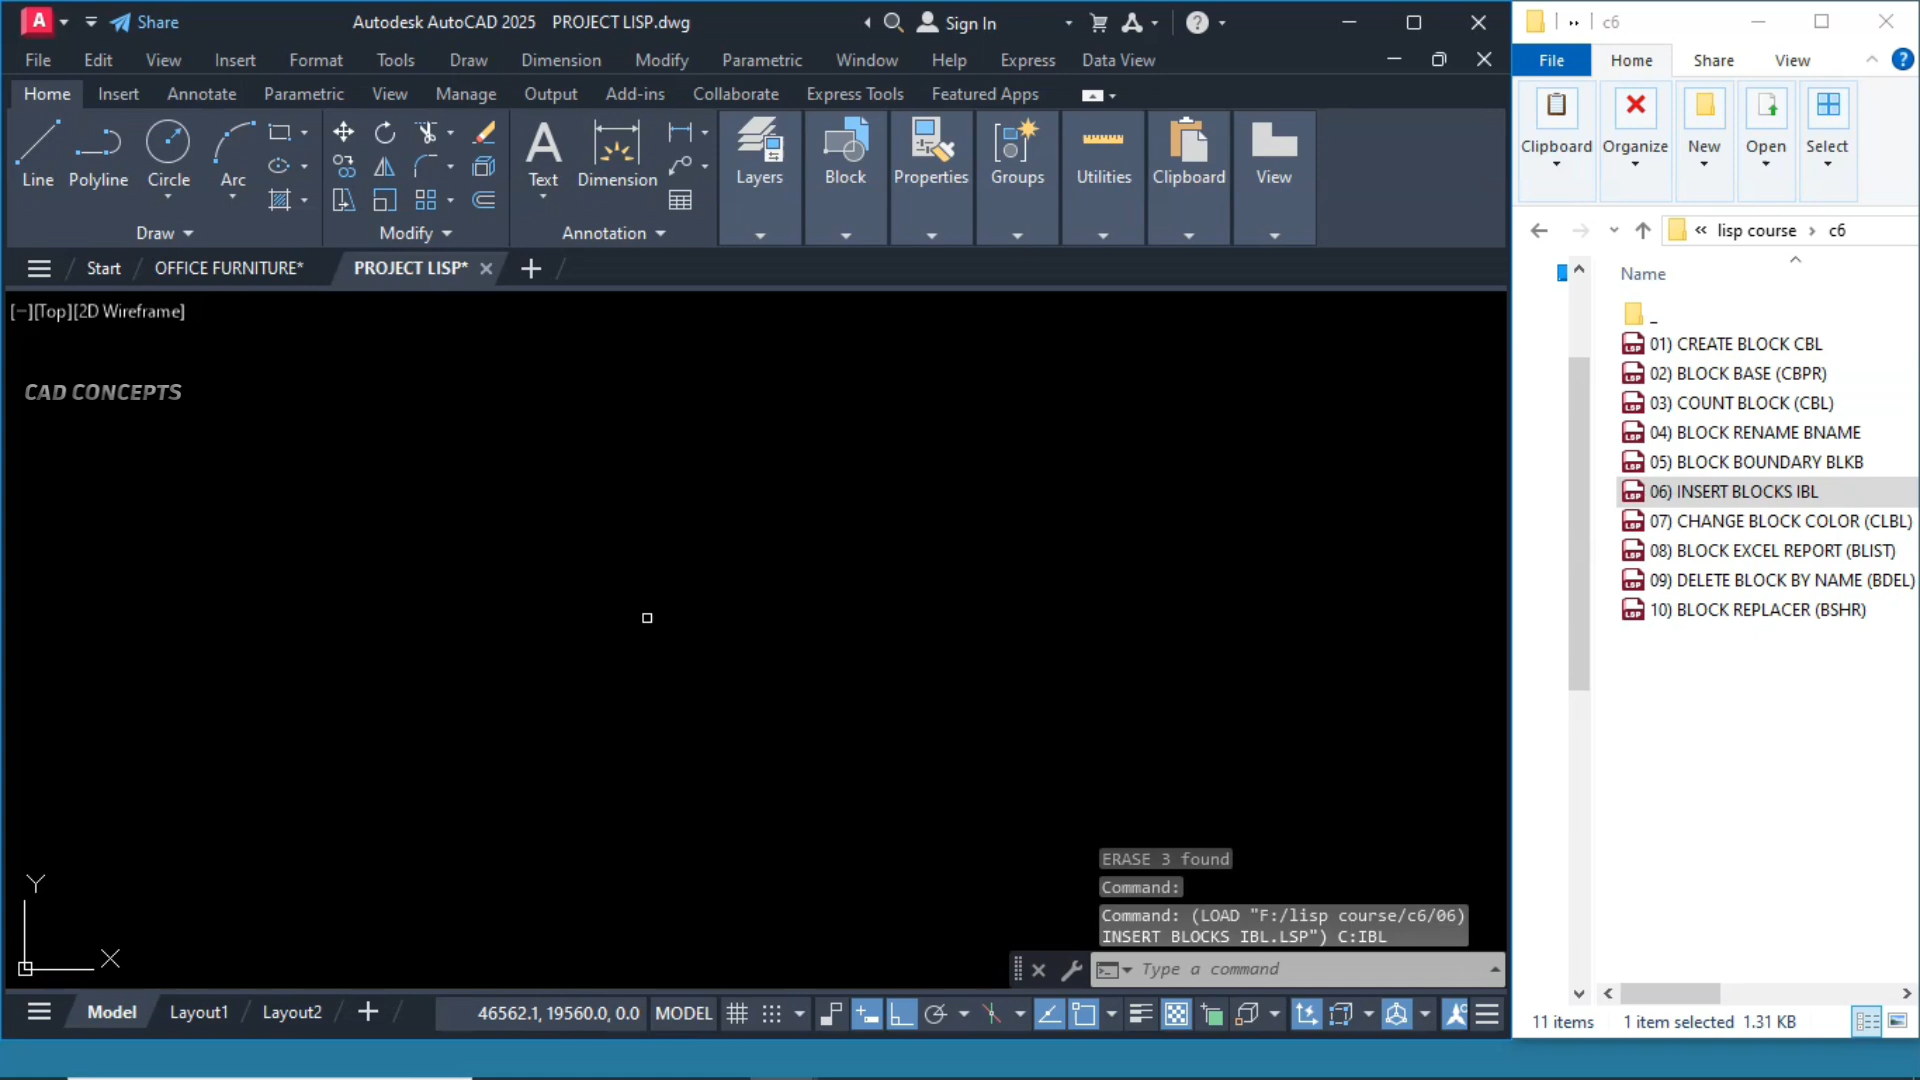 A Share Autodesk AutoCAD 2025 PROJECT LISP.dwg Sign In
File Edit View Insert Format Tools Draw Dimension Modify Parametric Window Help Express Data View
Home Insert Annotate Parametric View Manage Output Add-ins Collaborate Express Tools Featured Apps
Line Polyline Circle Arc Text Dimension Layers Block Properties Groups Utilities Clipboard View
Draw Modify Annotation
Start OFFICE FURNITURE* PROJECT LISP*
[−][Top][2D Wireframe]
CAD CONCEPTS
Y
X
ERASE 3 found
Command:
Command: (LOAD "F:/lisp course/c6/06)
INSERT BLOCKS IBL.LSP") C:IBL
Type a command
Model Layout1 Layout2 46562.1, 19560.0, 0.0 MODEL
c6
File Home Share View
Clipboard Organize New Open Select
« lisp course › c6
Name
_
01) CREATE BLOCK CBL
02) BLOCK BASE (CBPR)
03) COUNT BLOCK (CBL)
04) BLOCK RENAME BNAME
05) BLOCK BOUNDARY BLKB
06) INSERT BLOCKS IBL
07) CHANGE BLOCK COLOR (CLBL)
08) BLOCK EXCEL REPORT (BLIST)
09) DELETE BLOCK BY NAME (BDEL)
10) BLOCK REPLACER (BSHR)
11 items 1 item selected 1.31 KB